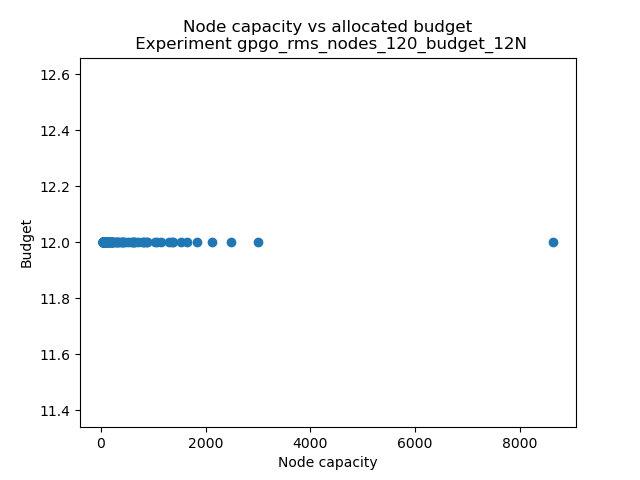 Node capacity vs allocated budget
Experiment gpgo_rms_nodes_120_budget_12N
12.6
12.4
12.2
12.0
11.8
11.6
11.4
Budget
0 2000 4000 6000 8000
Node capacity